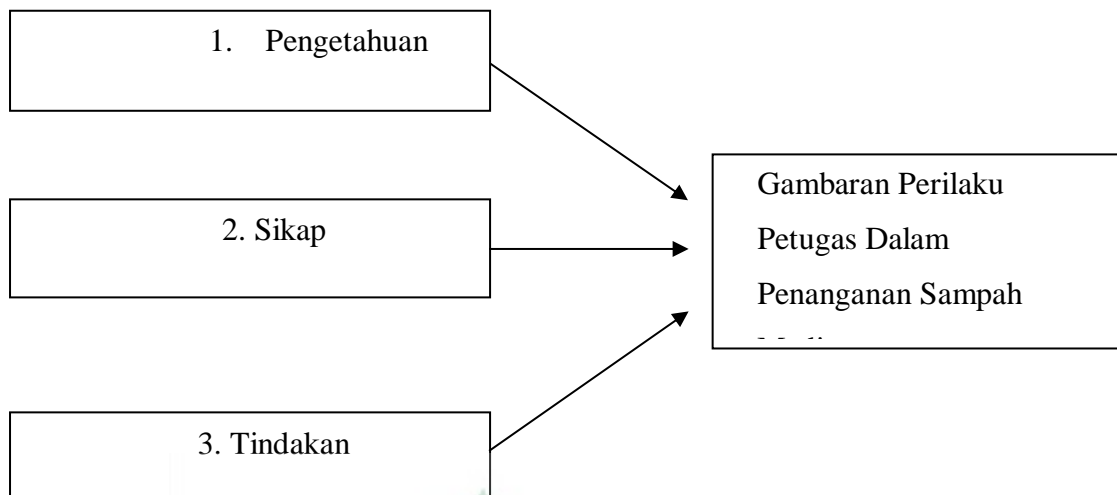 1. Pengetahuan
2. Sikap
3. Tindakan
Gambaran Perilaku
Petugas Dalam
Penanganan Sampah